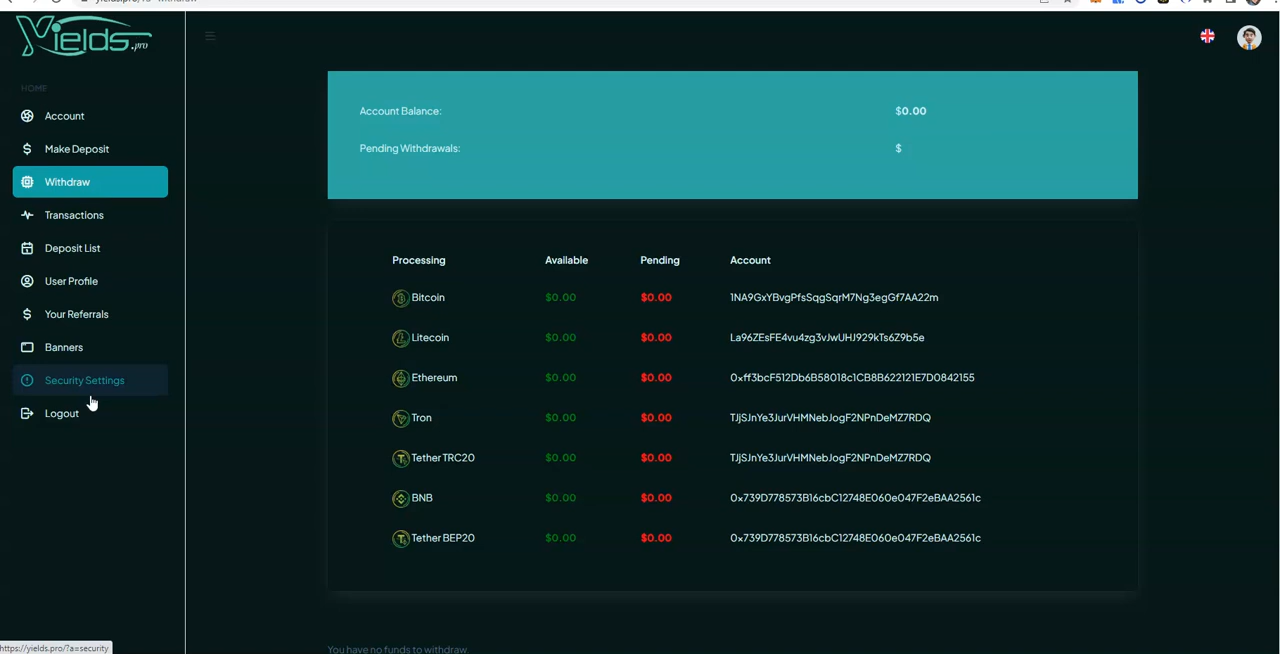 Yields.pro
HOME
Account
Make Deposit
Withdraw
Transactions
Deposit List
User Profile
Your Referrals
Banners
Security Settings
Logout
Account Balance: $0.00
Pending Withdrawals: $
Processing Available Pending Account
Bitcoin $0.00 $0.00 1NA9GxYBvgPfsSqgSqrM7Ng3egGf7AA22m
Litecoin $0.00 $0.00 La96ZEsFE4vu4zg3vJwUHJ929kTs6Z9b5e
Ethereum $0.00 $0.00 0xff3bcF512Db6B58018c1CB8B622121E7D0842155
Tron $0.00 $0.00 TJjSJnYe3JurVHMNebJogF2NPnDeMZ7RDQ
Tether TRC20 $0.00 $0.00 TJjSJnYe3JurVHMNebJogF2NPnDeMZ7RDQ
BNB $0.00 $0.00 0x739D778573B16cbC12748E060e047F2eBAA2561c
Tether BEP20 $0.00 $0.00 0x739D778573B16cbC12748E060e047F2eBAA2561c
You have no funds to withdraw.
https://yields.pro/?a=security